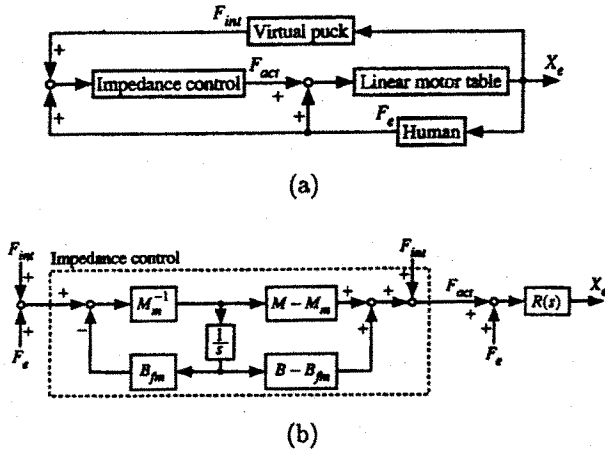 F_int
Virtual puck
+
Impedance control
F_act
+
Linear motor table
X_e
+
+
F_e
Human
(a)
F_int
Impedance control
F_int
+
+
M_m^{-1}
M – M_m
+
+
+
F_act
R(s)
X_e
+
−
1/s
+
+
+
F_e
B_fm
B – B_fm
F_e
(b)